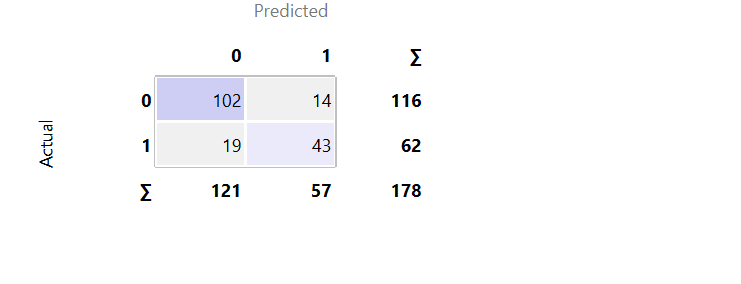 Predicted
0 1 ∑
0 102 14 116
Actual
1 19 43 62
∑ 121 57 178